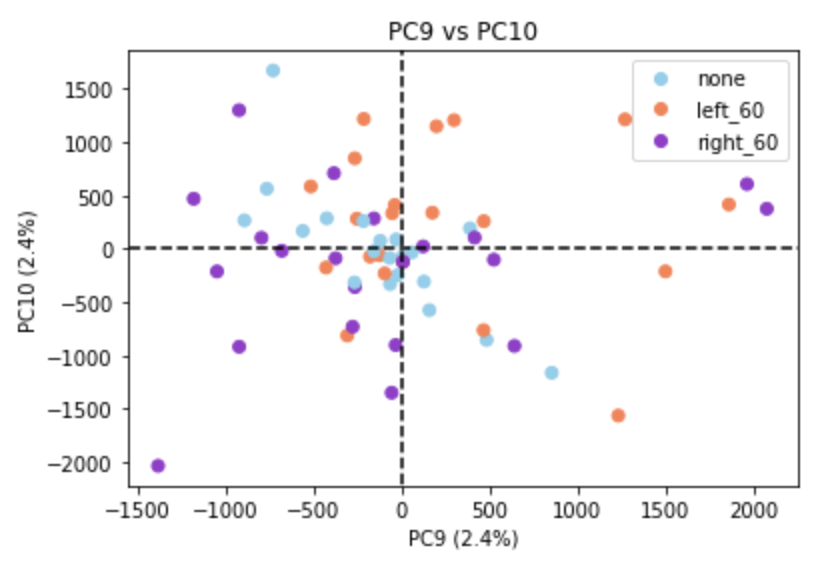 PC9 vs PC10
none
left_60
right_60
1500
1000
500
0
−500
−1000
−1500
−2000
PC10 (2.4%)
−1500 −1000 −500 0 500 1000 1500 2000
PC9 (2.4%)